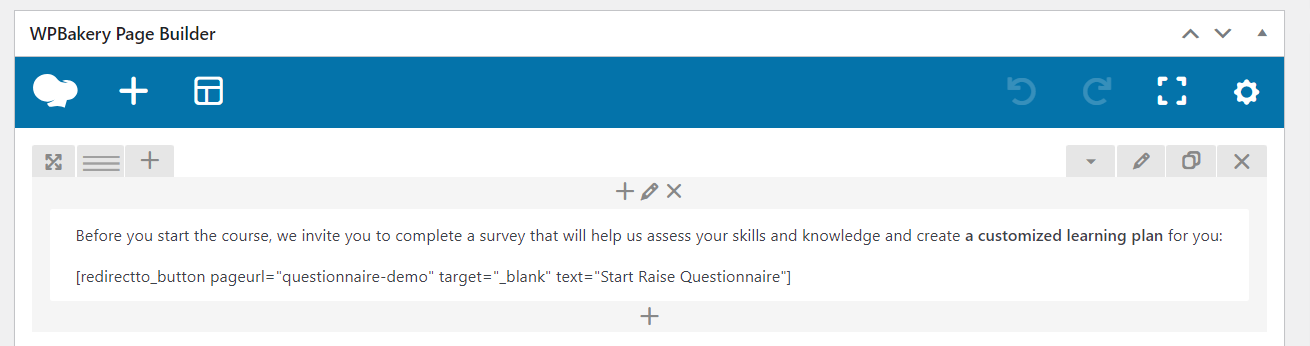 WPBakery Page Builder
Before you start the course, we invite you to complete a survey that will help us assess your skills and knowledge and create a customized learning plan for you:
[redirectto_button pageurl="questionnaire-demo" target="_blank" text="Start Raise Questionnaire"]